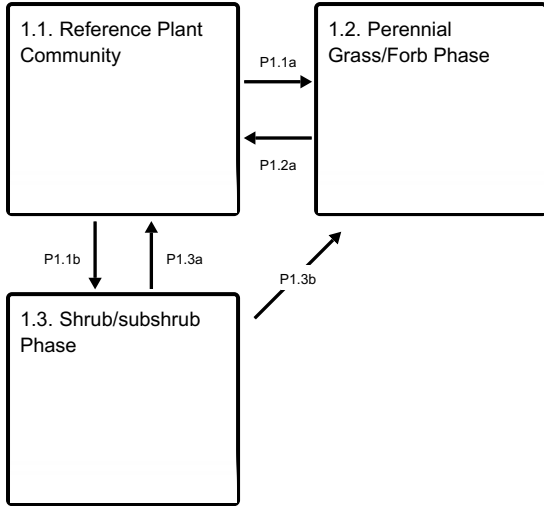 1.1. Reference Plant
Community
1.2. Perennial
Grass/Forb Phase
P1.1a
P1.2a
P1.1b
P1.3a
P1.3b
1.3. Shrub/subshrub
Phase